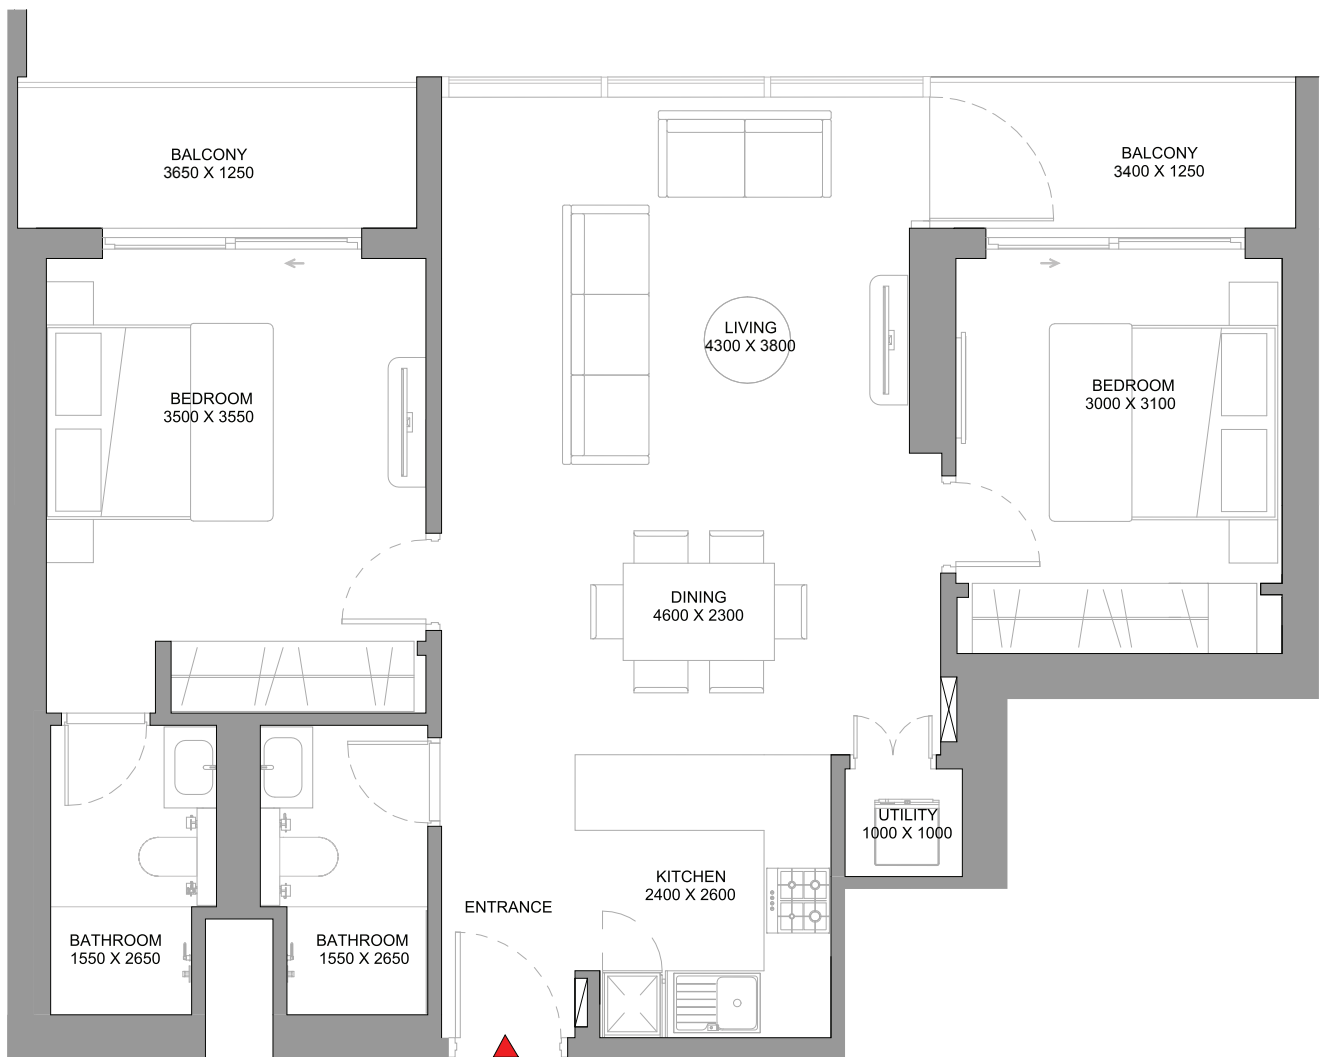 BALCONY
3650 X 1250
BALCONY
3400 X 1250
LIVING
4300 X 3800
BEDROOM
3500 X 3550
BEDROOM
3000 X 3100
DINING
4600 X 2300
UTILITY
1000 X 1000
KITCHEN
2400 X 2600
ENTRANCE
BATHROOM
1550 X 2650
BATHROOM
1550 X 2650